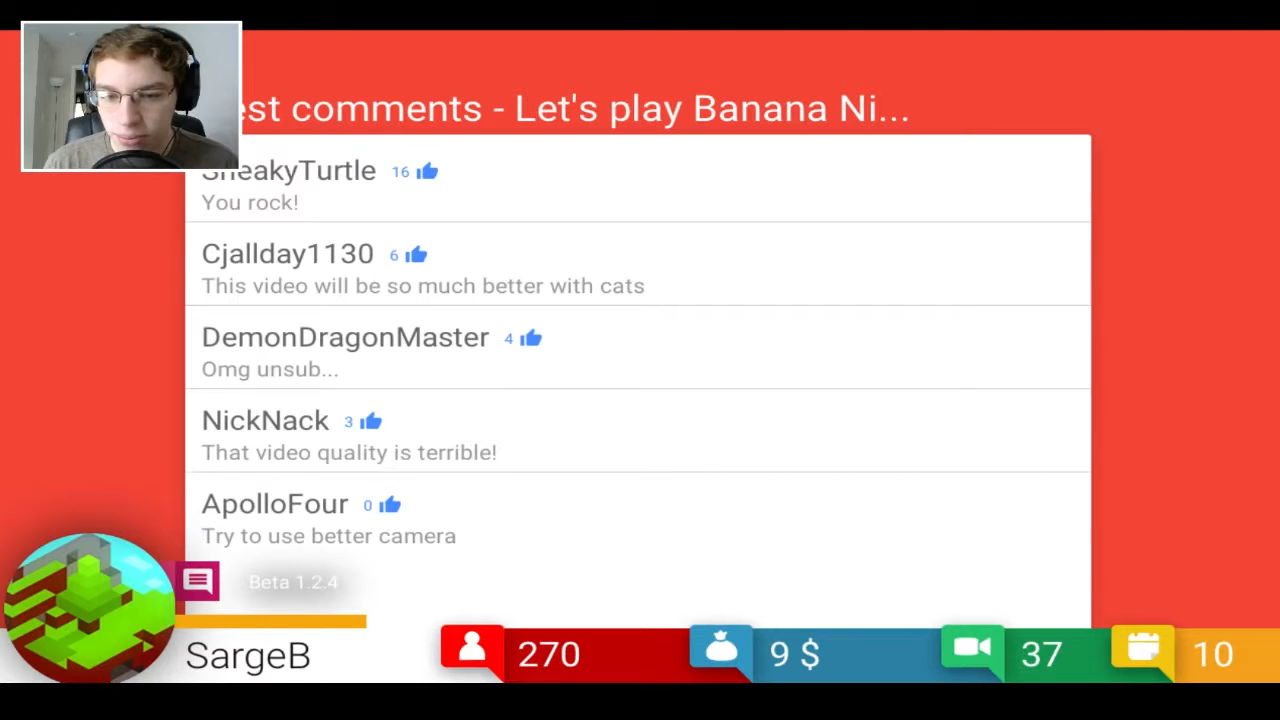 est comments - Let's play Banana Ni...
SneakyTurtle 16
You rock!
Cjallday1130 6
This video will be so much better with cats
DemonDragonMaster 4
Omg unsub...
NickNack 3
That video quality is terrible!
ApolloFour 0
Try to use better camera
Beta 1.2.4
SargeB 270 9 $ 37 10